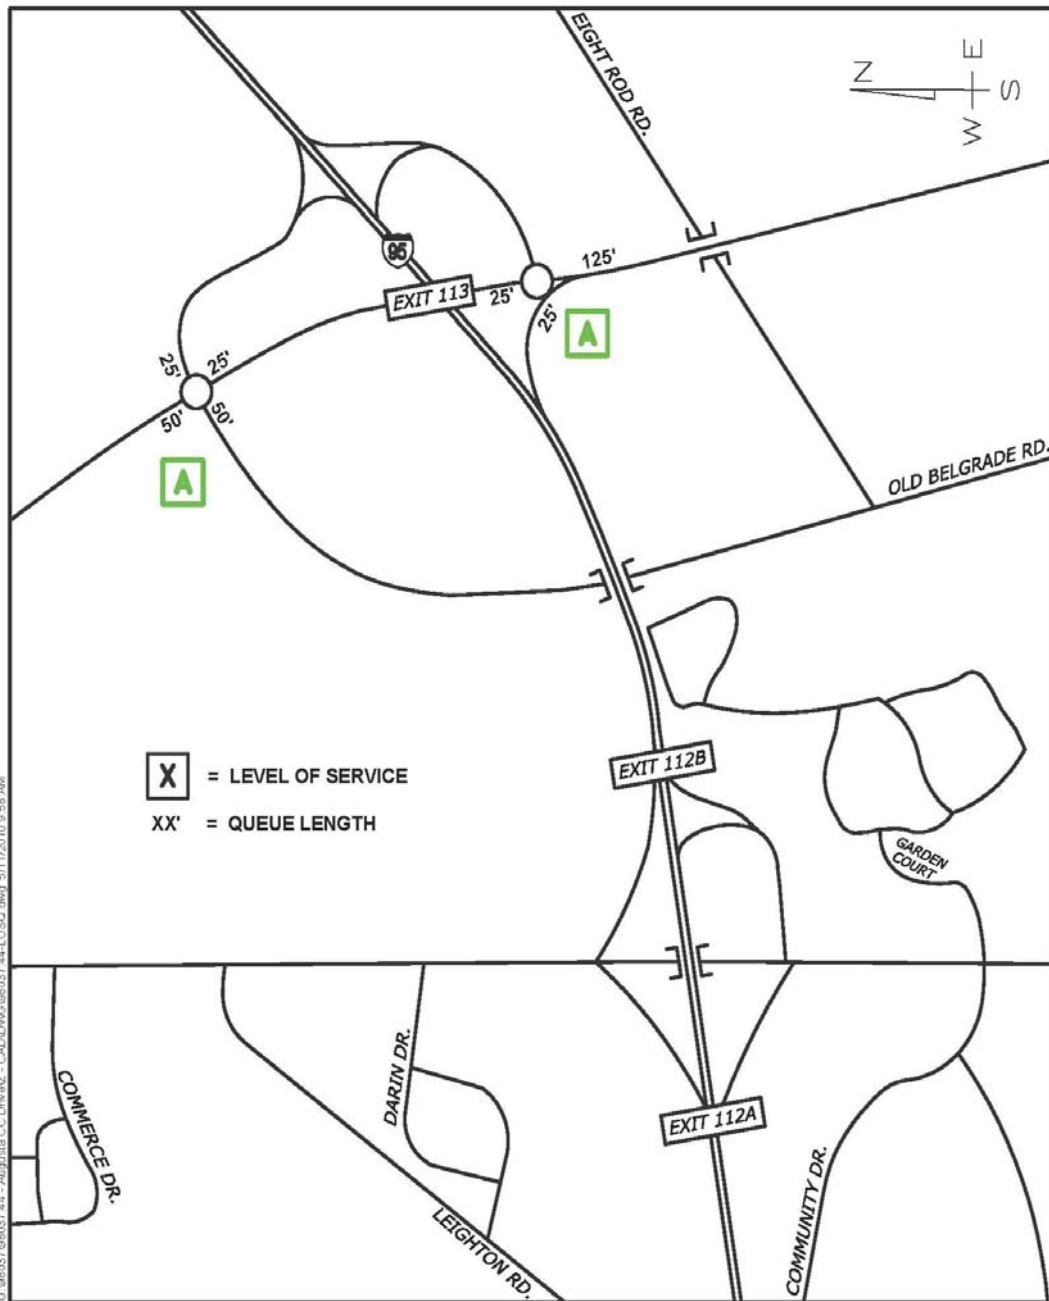 EIGHT ROD RD.
N
E
W
S
95
EXIT 113
125'
25'
25'
A
25'
25'
50'
50'
A
OLD BELGRADE RD.
X = LEVEL OF SERVICE
XX' = QUEUE LENGTH
EXIT 112B
GARDEN
COURT
COMMERCE DR.
DARIN DR.
LEIGHTON RD.
EXIT 112A
COMMUNITY DR.